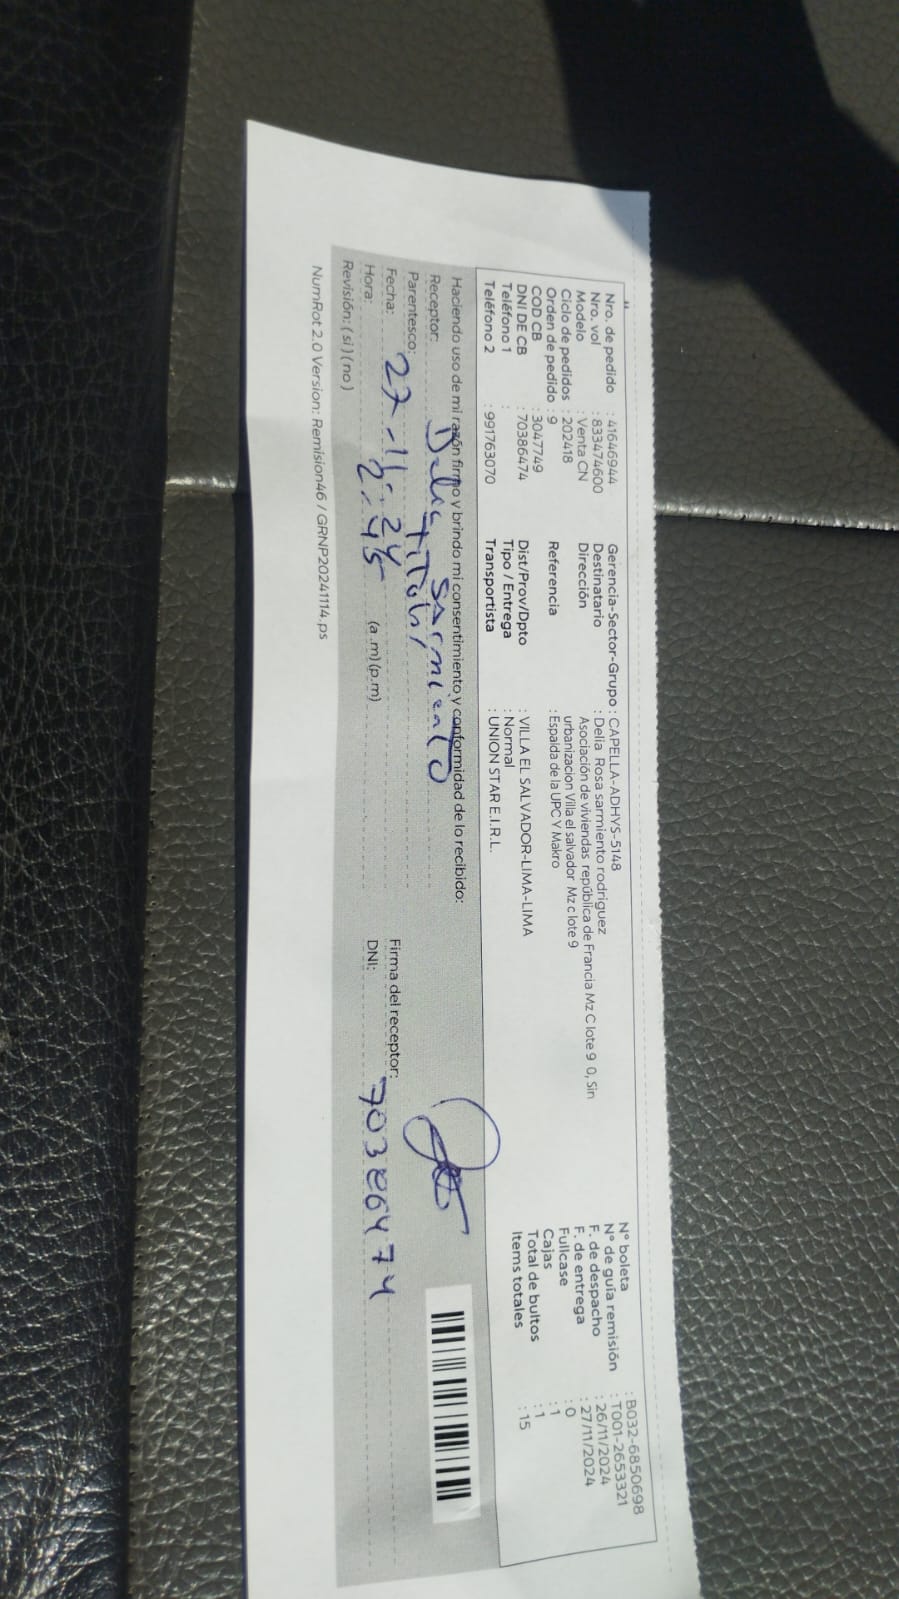 Nro. de pedido : 41646944
Nro. vol : 833474600
Modelo : Venta CN
Ciclo de pedidos : 202418
Orden de pedido : 9
COD CB : 3047749
DNI DE CB : 70386474
Teléfono 1 :
Teléfono 2 : 991763070
Gerencia-Sector-Grupo : CAPELLA-ADHYS-5148
Destinatario : Delia Rosa sarmiento rodriguez
Dirección : Asociación de viviendas república de Francia Mz C lote 9 0, Sin
urbanizacion Villa el salvador Mz c lote 9
Referencia : Espalda de la UPC Y Makro
Dist/Prov/Dpto : VILLA EL SALVADOR-LIMA-LIMA
Tipo / Entrega : Normal
Transportista : UNION STAR E.I.R.L.
N° boleta : B032-6850698
N° de guía remisión : T001-2653321
F. de despacho : 26/11/2024
F. de entrega : 27/11/2024
Fullcase : 0
Cajas : 1
Total de bultos : 1
Items totales : 15
Haciendo uso de mi razón firmo y brindo mi consentimiento y conformidad de lo recibido:
Receptor: Delia Sarmiento
Parentesco: Titular
Fecha: 27-11-24
Hora: 2:45 (a.m)(p.m)
Revisión: (si)(no)
Firma del receptor:
DNI: 70386474
NumRot 2.0 Version: Remision46 / GRNP20241114.ps